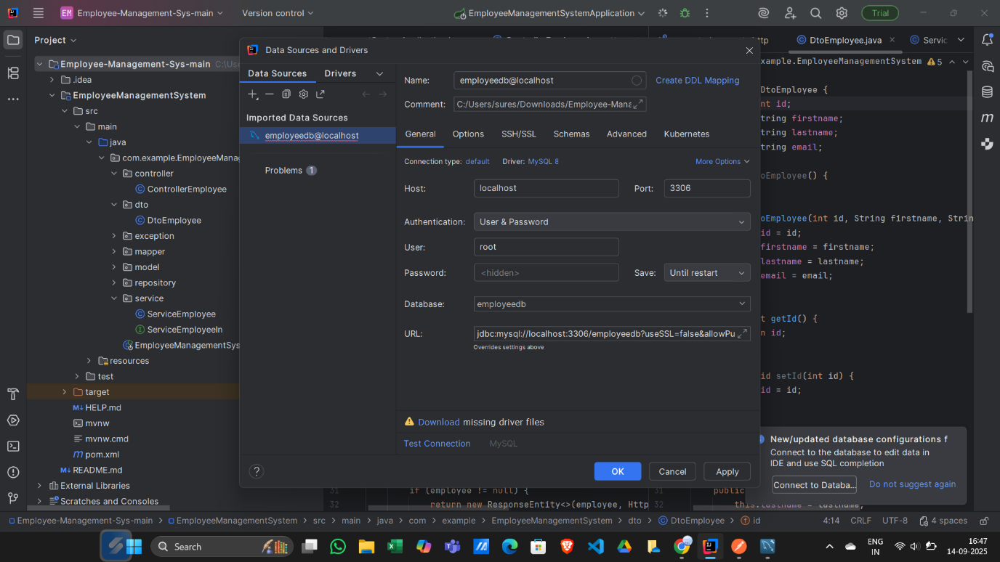 EM Employee-Management-Sys-main Version control EmployeeManagementSystemApplication Trial
Project
Employee-Management-Sys-main C:\Use
.idea
EmployeeManagementSystem
src
main
java
com.example.EmployeeMana
controller
ControllerEmployee
dto
DtoEmployee
exception
mapper
model
repository
service
ServiceEmployee
ServiceEmployeeIn
EmployeeManagementSys
resources
test
target
HELP.md
mvnw
mvnw.cmd
pom.xml
README.md
External Libraries
Scratches and Consoles
Data Sources and Drivers
Data Sources Drivers
Imported Data Sources
employeedb@localhost
Problems 1
Name: employeedb@localhost Create DDL Mapping
Comment: C:/Users/sures/Downloads/Employee-Mana
General Options SSH/SSL Schemas Advanced Kubernetes
Connection type: default Driver: MySQL 8 More Options
Host: localhost Port: 3306
Authentication: User & Password
User: root
Password: <hidden> Save: Until restart
Database: employeedb
URL: jdbc:mysql://localhost:3306/employeedb?useSSL=false&allowPu
Overrides settings above
Download missing driver files
Test Connection MySQL
? OK Cancel Apply
ttp DtoEmployee.java Servic
xample.EmployeeManagementSystem 5
DtoEmployee {
nt id;
tring firstname;
tring lastname;
tring email;
oEmployee() {
oEmployee(int id, String firstname, Strin
id = id;
firstname = firstname;
lastname = lastname;
email = email;
t getId() {
n id;
id setId(int id) {
id = id;
New/updated database configurations f
Connect to the database to edit data in
IDE and use SQL completion
Connect to Databa... Do not suggest again
31 if (employee != null) { 31 public
32 return new ResponseEntity<>(employee, Http 32 this.lastname = lastname;
Employee-Management-Sys-main > EmployeeManagementSystem > src > main > java > com > example > EmployeeManagementSystem > dto > DtoEmployee > id 4:14 CRLF UTF-8 4 spaces
Search ENG IN 16:47 14-09-2025